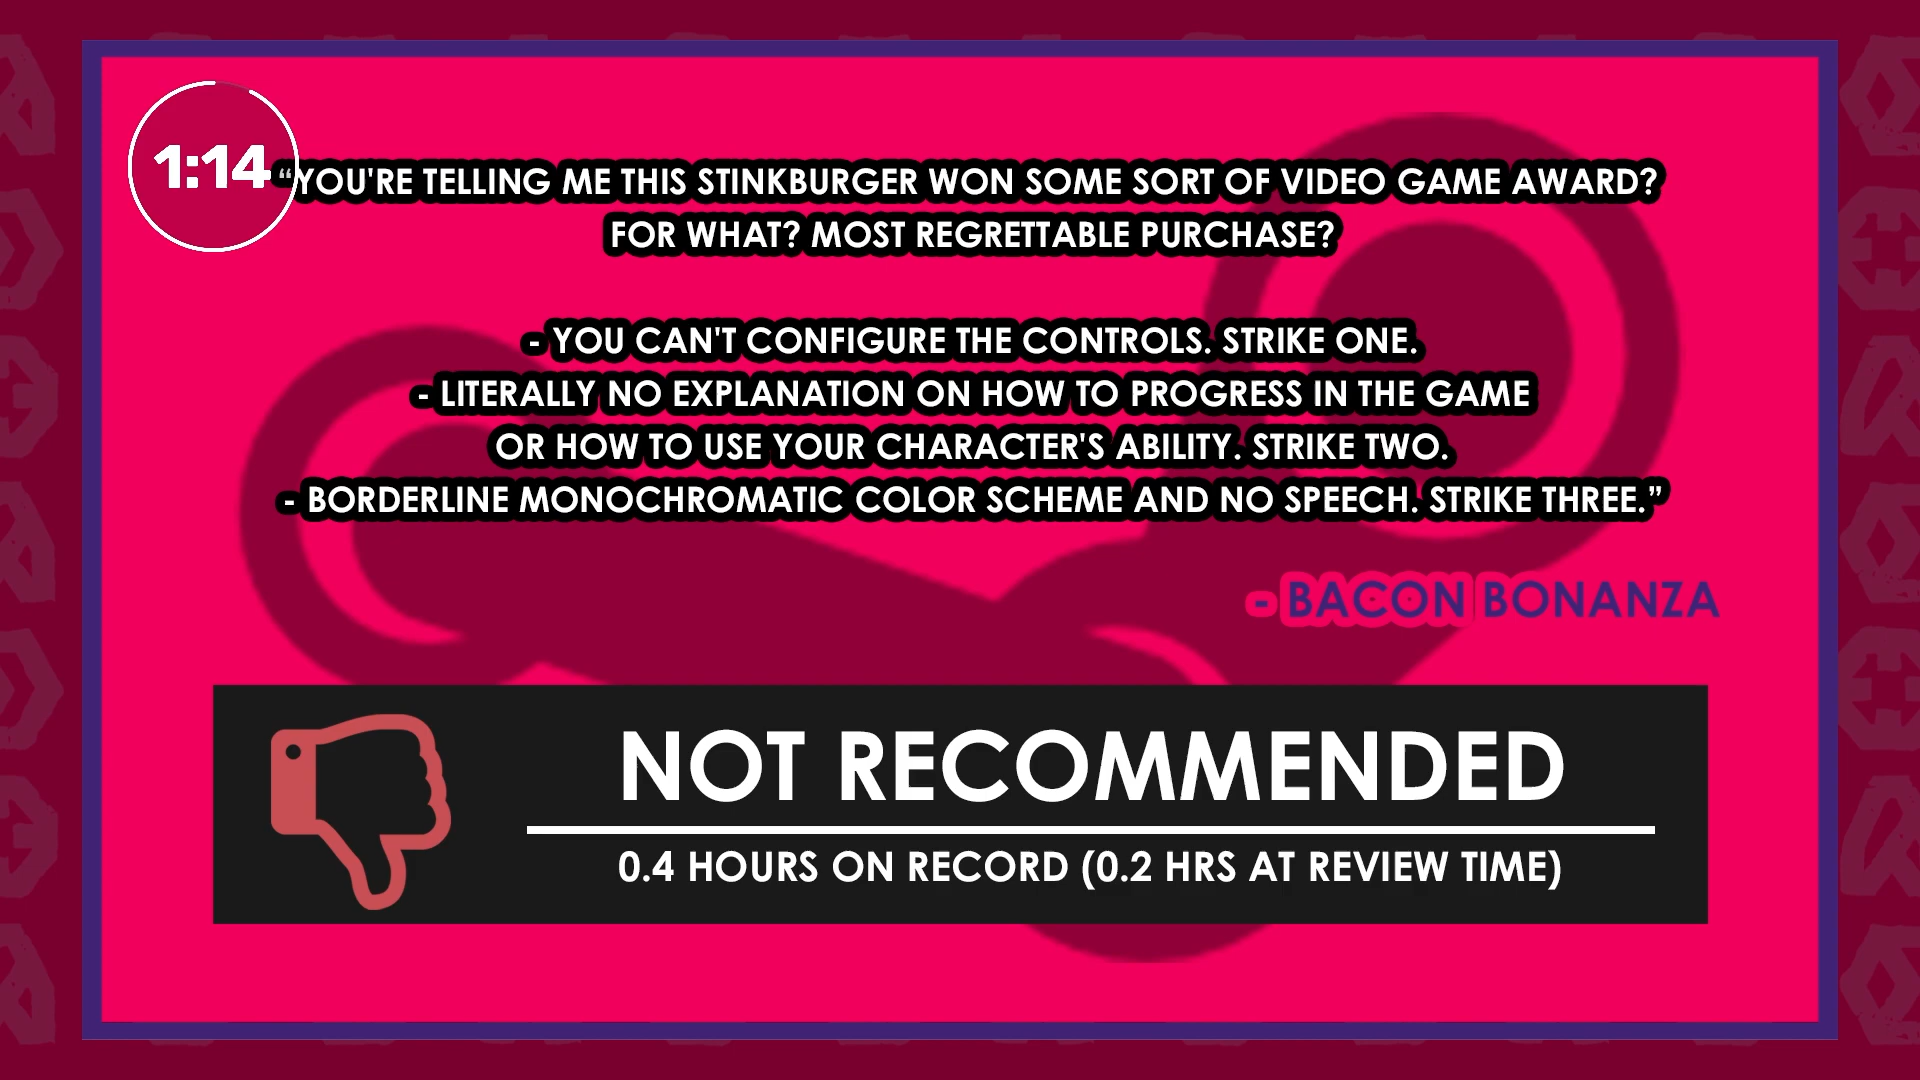 1:14
“YOU'RE TELLING ME THIS STINKBURGER WON SOME SORT OF VIDEO GAME AWARD?
FOR WHAT? MOST REGRETTABLE PURCHASE?
- YOU CAN'T CONFIGURE THE CONTROLS. STRIKE ONE.
- LITERALLY NO EXPLANATION ON HOW TO PROGRESS IN THE GAME
OR HOW TO USE YOUR CHARACTER'S ABILITY. STRIKE TWO.
- BORDERLINE MONOCHROMATIC COLOR SCHEME AND NO SPEECH. STRIKE THREE.”
- BACON BONANZA
NOT RECOMMENDED
0.4 HOURS ON RECORD (0.2 HRS AT REVIEW TIME)